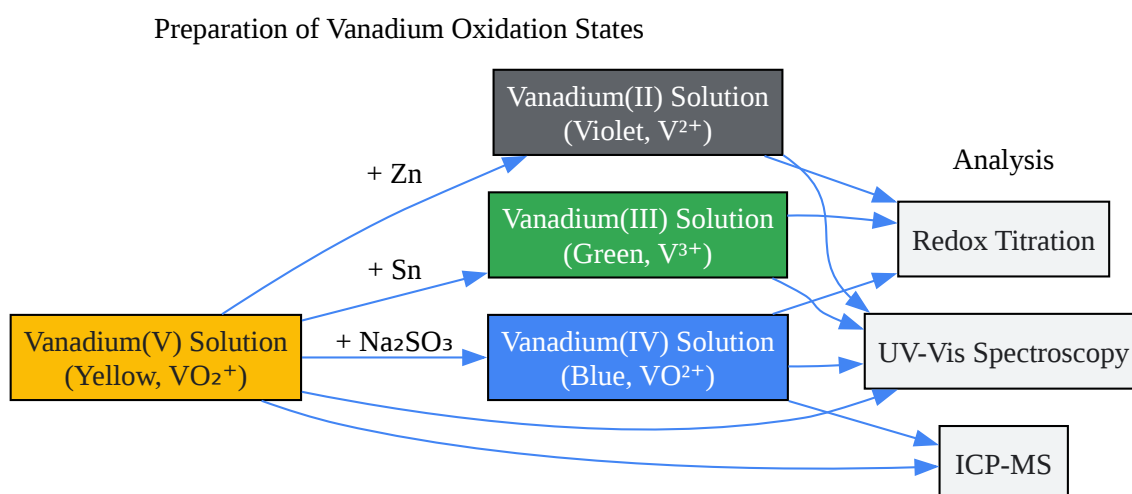 Preparation of Vanadium Oxidation States
Vanadium(II) Solution
(Violet, V²⁺)
Analysis
+ Zn
Vanadium(III) Solution
(Green, V³⁺)
Redox Titration
+ Sn
Vanadium(V) Solution
(Yellow, VO₂⁺)
+ Na₂SO₃
Vanadium(IV) Solution
(Blue, VO²⁺)
UV-Vis Spectroscopy
ICP-MS